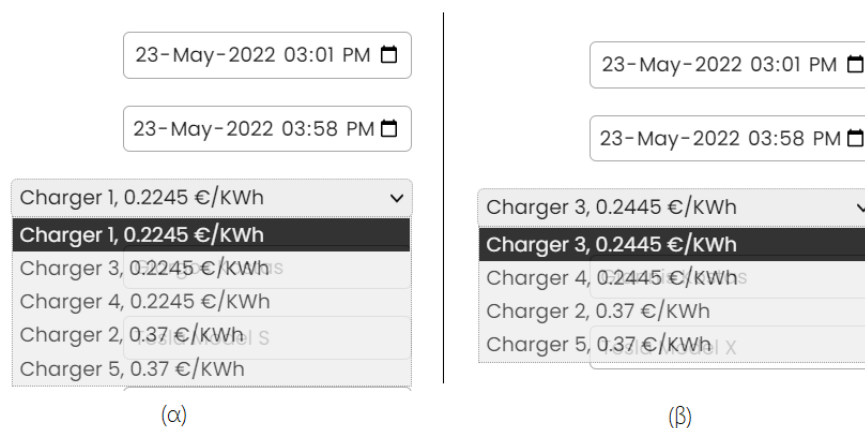 23-May-2022 03:01 PM
23-May-2022 03:58 PM
Charger 1, 0.2245 €/KWh
Charger 1, 0.2245 €/KWh
Charger 3, 0.2245 €/KWh
Charger 4, 0.2245 €/KWh
Charger 2, 0.37 €/KWh
Tesla Model S
Charger 5, 0.37 €/KWh
(α)
23-May-2022 03:01 PM
23-May-2022 03:58 PM
Charger 3, 0.2445 €/KWh
Charger 3, 0.2445 €/KWh
Charger 4, 0.2445 €/KWh
Charger 2, 0.37 €/KWh
Charger 5, 0.37 €/KWh
Tesla Model X
(β)